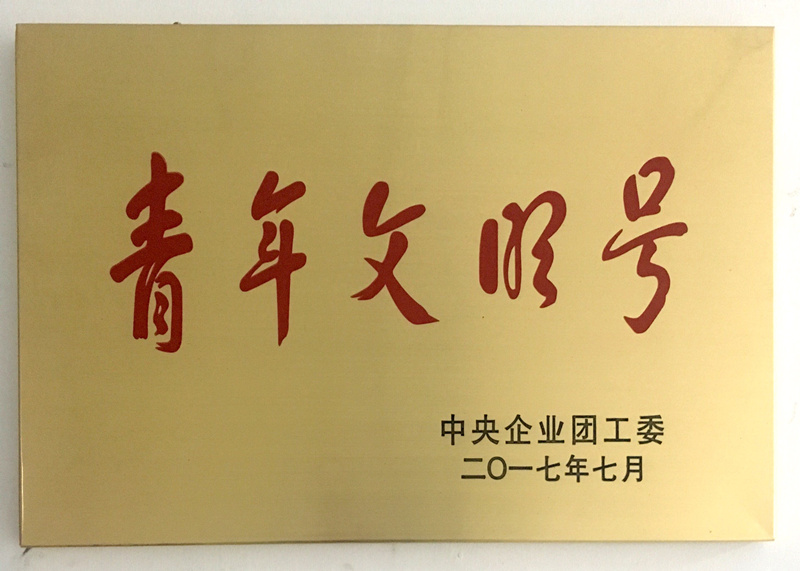 青年文明号
中央企业团工委
二〇一七年七月